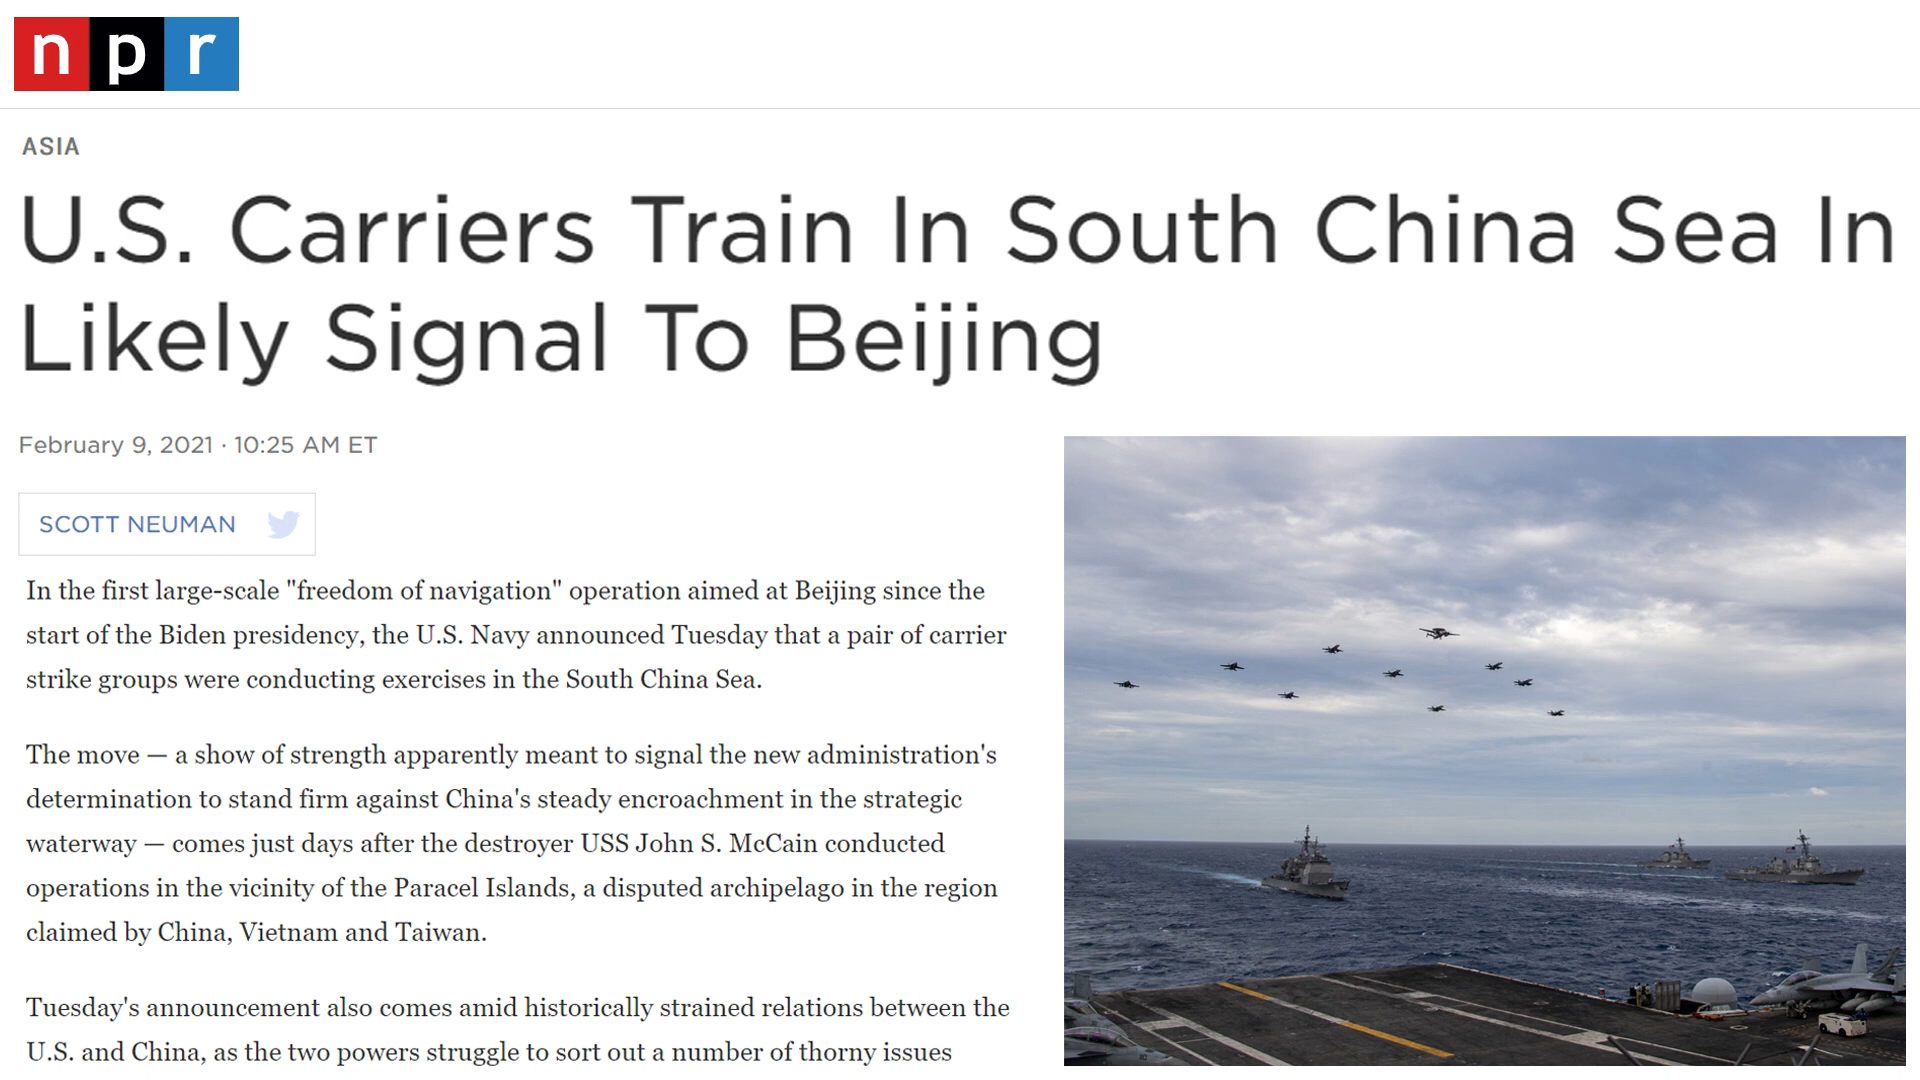 npr
ASIA
U.S. Carriers Train In South China Sea In
Likely Signal To Beijing
February 9, 2021 · 10:25 AM ET
SCOTT NEUMAN
In the first large-scale "freedom of navigation" operation aimed at Beijing since the
start of the Biden presidency, the U.S. Navy announced Tuesday that a pair of carrier
strike groups were conducting exercises in the South China Sea.
The move — a show of strength apparently meant to signal the new administration's
determination to stand firm against China's steady encroachment in the strategic
waterway — comes just days after the destroyer USS John S. McCain conducted
operations in the vicinity of the Paracel Islands, a disputed archipelago in the region
claimed by China, Vietnam and Taiwan.
Tuesday's announcement also comes amid historically strained relations between the
U.S. and China, as the two powers struggle to sort out a number of thorny issues